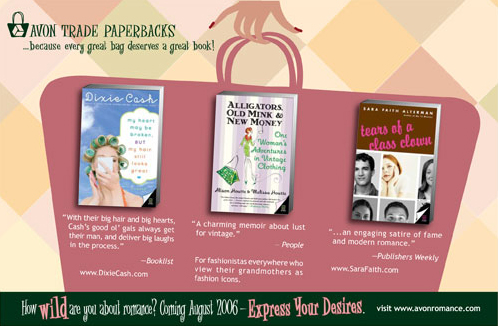 AVON TRADE PAPERBACKS
...because every great bag deserves a great book!
Dixie Cash
my heart
may be
broken,
BUT
my hair
still
looks
great
ALLIGATORS,
OLD MINK &
NEW MONEY
One
Woman's
Adventures
in Vintage
Clothing
Alison Houtte & Melissa Houtte
SARA FAITH ALTERMAN
tears of a
class clown
"With their big hair and big hearts,
Cash's good ol' gals always get
their man, and deliver big laughs
in the process."
—Booklist
www.DixieCash.com
"A charming memoir about lust
for vintage."
— People
For fashionistas everywhere who
view their grandmothers as
fashion icons.
"...an engaging satire of fame
and modern romance."
—Publishers Weekly
www.SaraFaith.com
How wild are you about romance? Coming August 2006 – Express Your Desires. visit www.avonromance.com